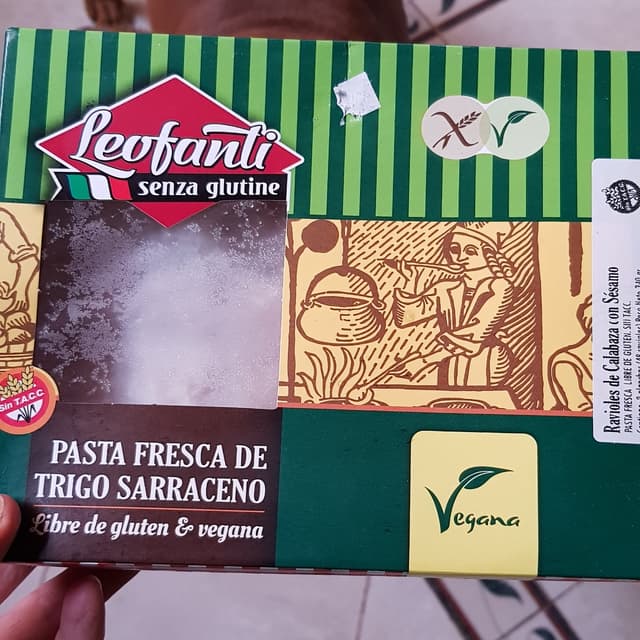 Leofanti
senza glutine
Sin T.A.C.C.
PASTA FRESCA DE
TRIGO SARRACENO
Libre de gluten & vegana
Vegana
Ravioles de Calabaza con Sésamo
PASTA FRESCA LIBRE DE GLUTEN. SIN TACC.